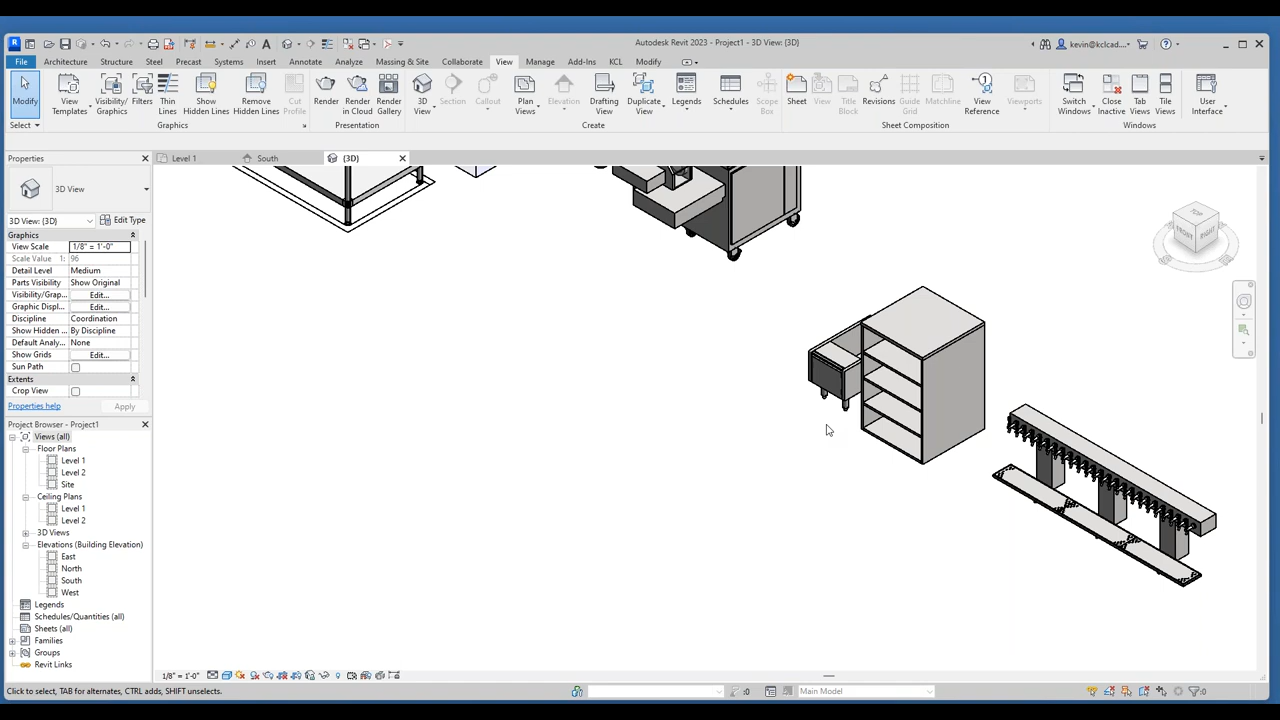 Autodesk Revit 2023 - Project1 - 3D View: {3D}
kevin@kclcad....
File Architecture Structure Steel Precast Systems Insert Annotate Analyze Massing & Site Collaborate View Manage Add-Ins KCL Modify
Modify
View Templates
Visibility/ Graphics
Filters
Thin Lines
Show Hidden Lines
Remove Hidden Lines
Cut Profile
Render
Render in Cloud
Render Gallery
3D View
Section
Callout
Plan Views
Elevation
Drafting View
Duplicate View
Legends
Schedules
Scope Box
Sheet
View
Title Block
Revisions
Guide Grid
Matchline
View Reference
Viewports
Switch Windows
Close Inactive
Tab Views
Tile Views
User Interface
Select Graphics Presentation Create Sheet Composition Windows
Properties
Level 1 South {3D}
3D View
3D View: {3D} Edit Type
Graphics
View Scale 1/8" = 1'-0"
Scale Value 1: 96
Detail Level Medium
Parts Visibility Show Original
Visibility/Grap... Edit...
Graphic Displ... Edit...
Discipline Coordination
Show Hidden ... By Discipline
Default Analy... None
Show Grids Edit...
Sun Path
Extents
Crop View
Properties help Apply
Project Browser - Project1
Views (all)
Floor Plans
Level 1
Level 2
Site
Ceiling Plans
Level 1
Level 2
3D Views
Elevations (Building Elevation)
East
North
South
West
Legends
Schedules/Quantities (all)
Sheets (all)
Families
Groups
Revit Links
TOP
FRONT RIGHT
1/8" = 1'-0"
Click to select, TAB for alternates, CTRL adds, SHIFT unselects.
:0
Main Model
:0